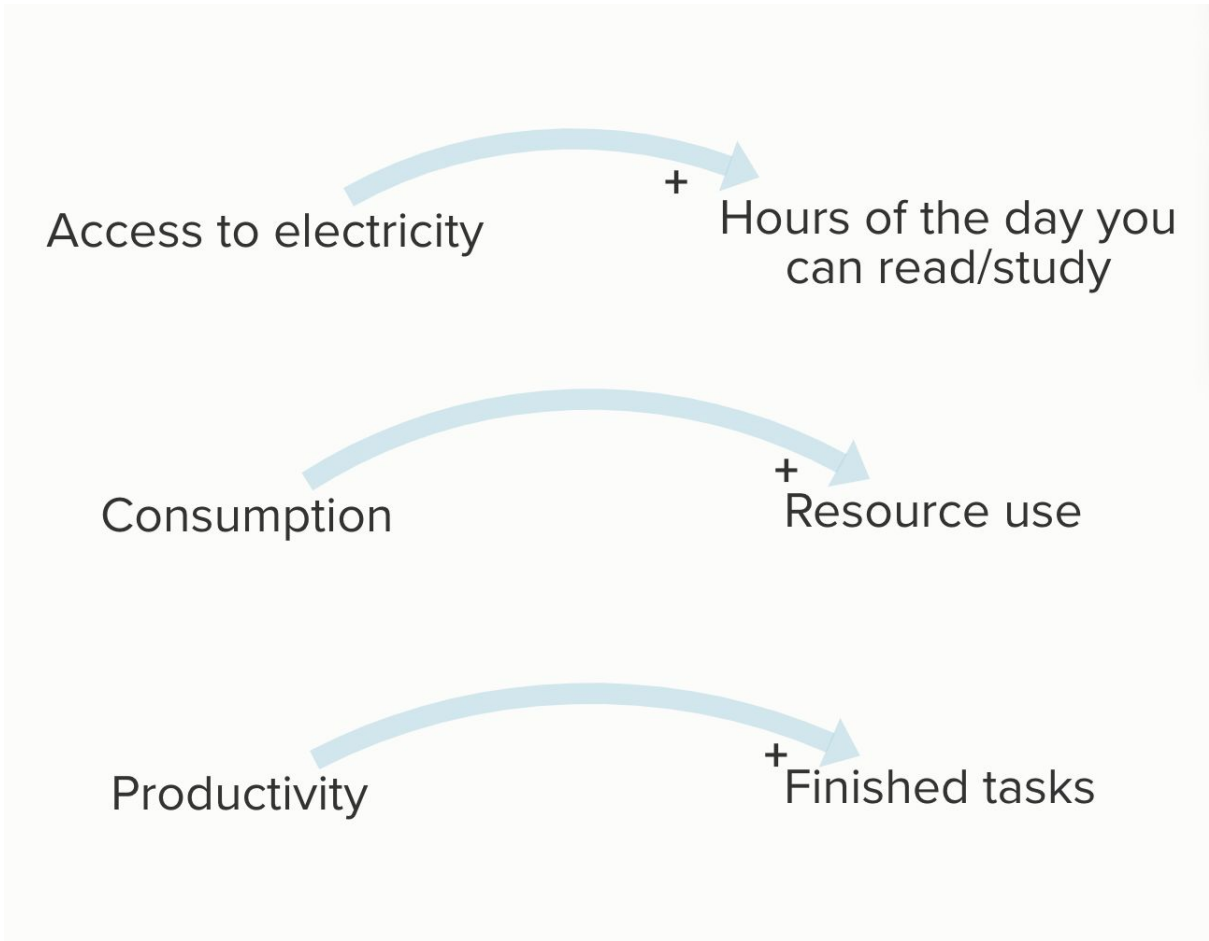 +
Access to electricity
Hours of the day you
can read/study
+
Consumption
Resource use
+
Productivity
Finished tasks